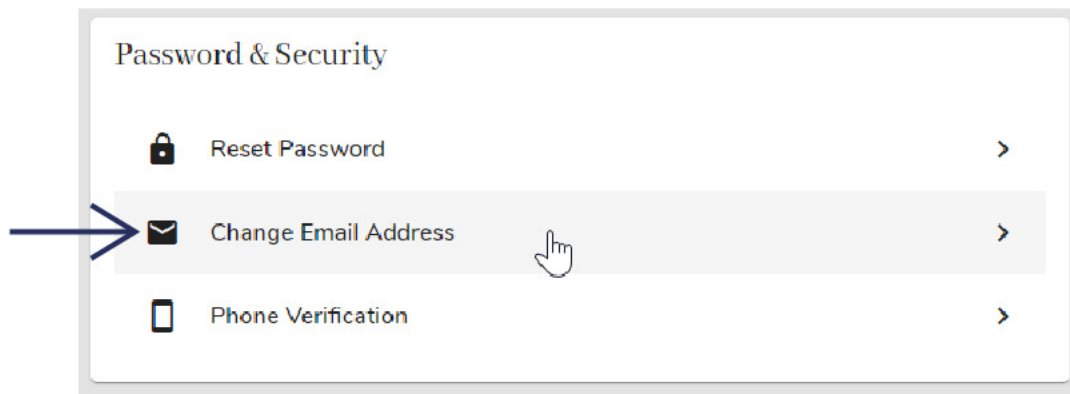 Password & Security
Reset Password
Change Email Address
Phone Verification